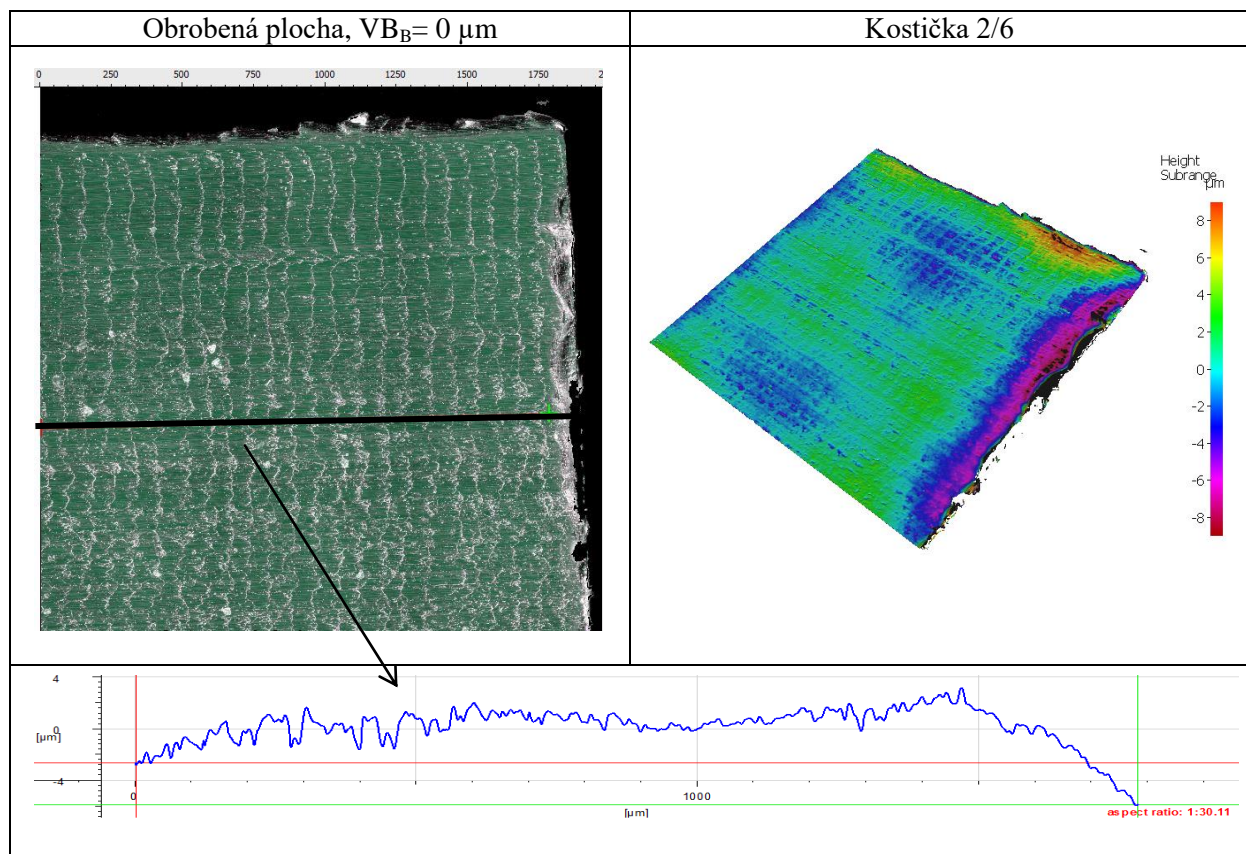 Obrobená plocha, VBB= 0 µm
Kostička 2/6
0 250 500 750 1000 1250 1500 1750 2
Height
Subrange
µm
8
6
4
2
0
-2
-4
-6
-8
4
0
[µm]
-4
0 1000
[µm]
aspect ratio: 1:30.11